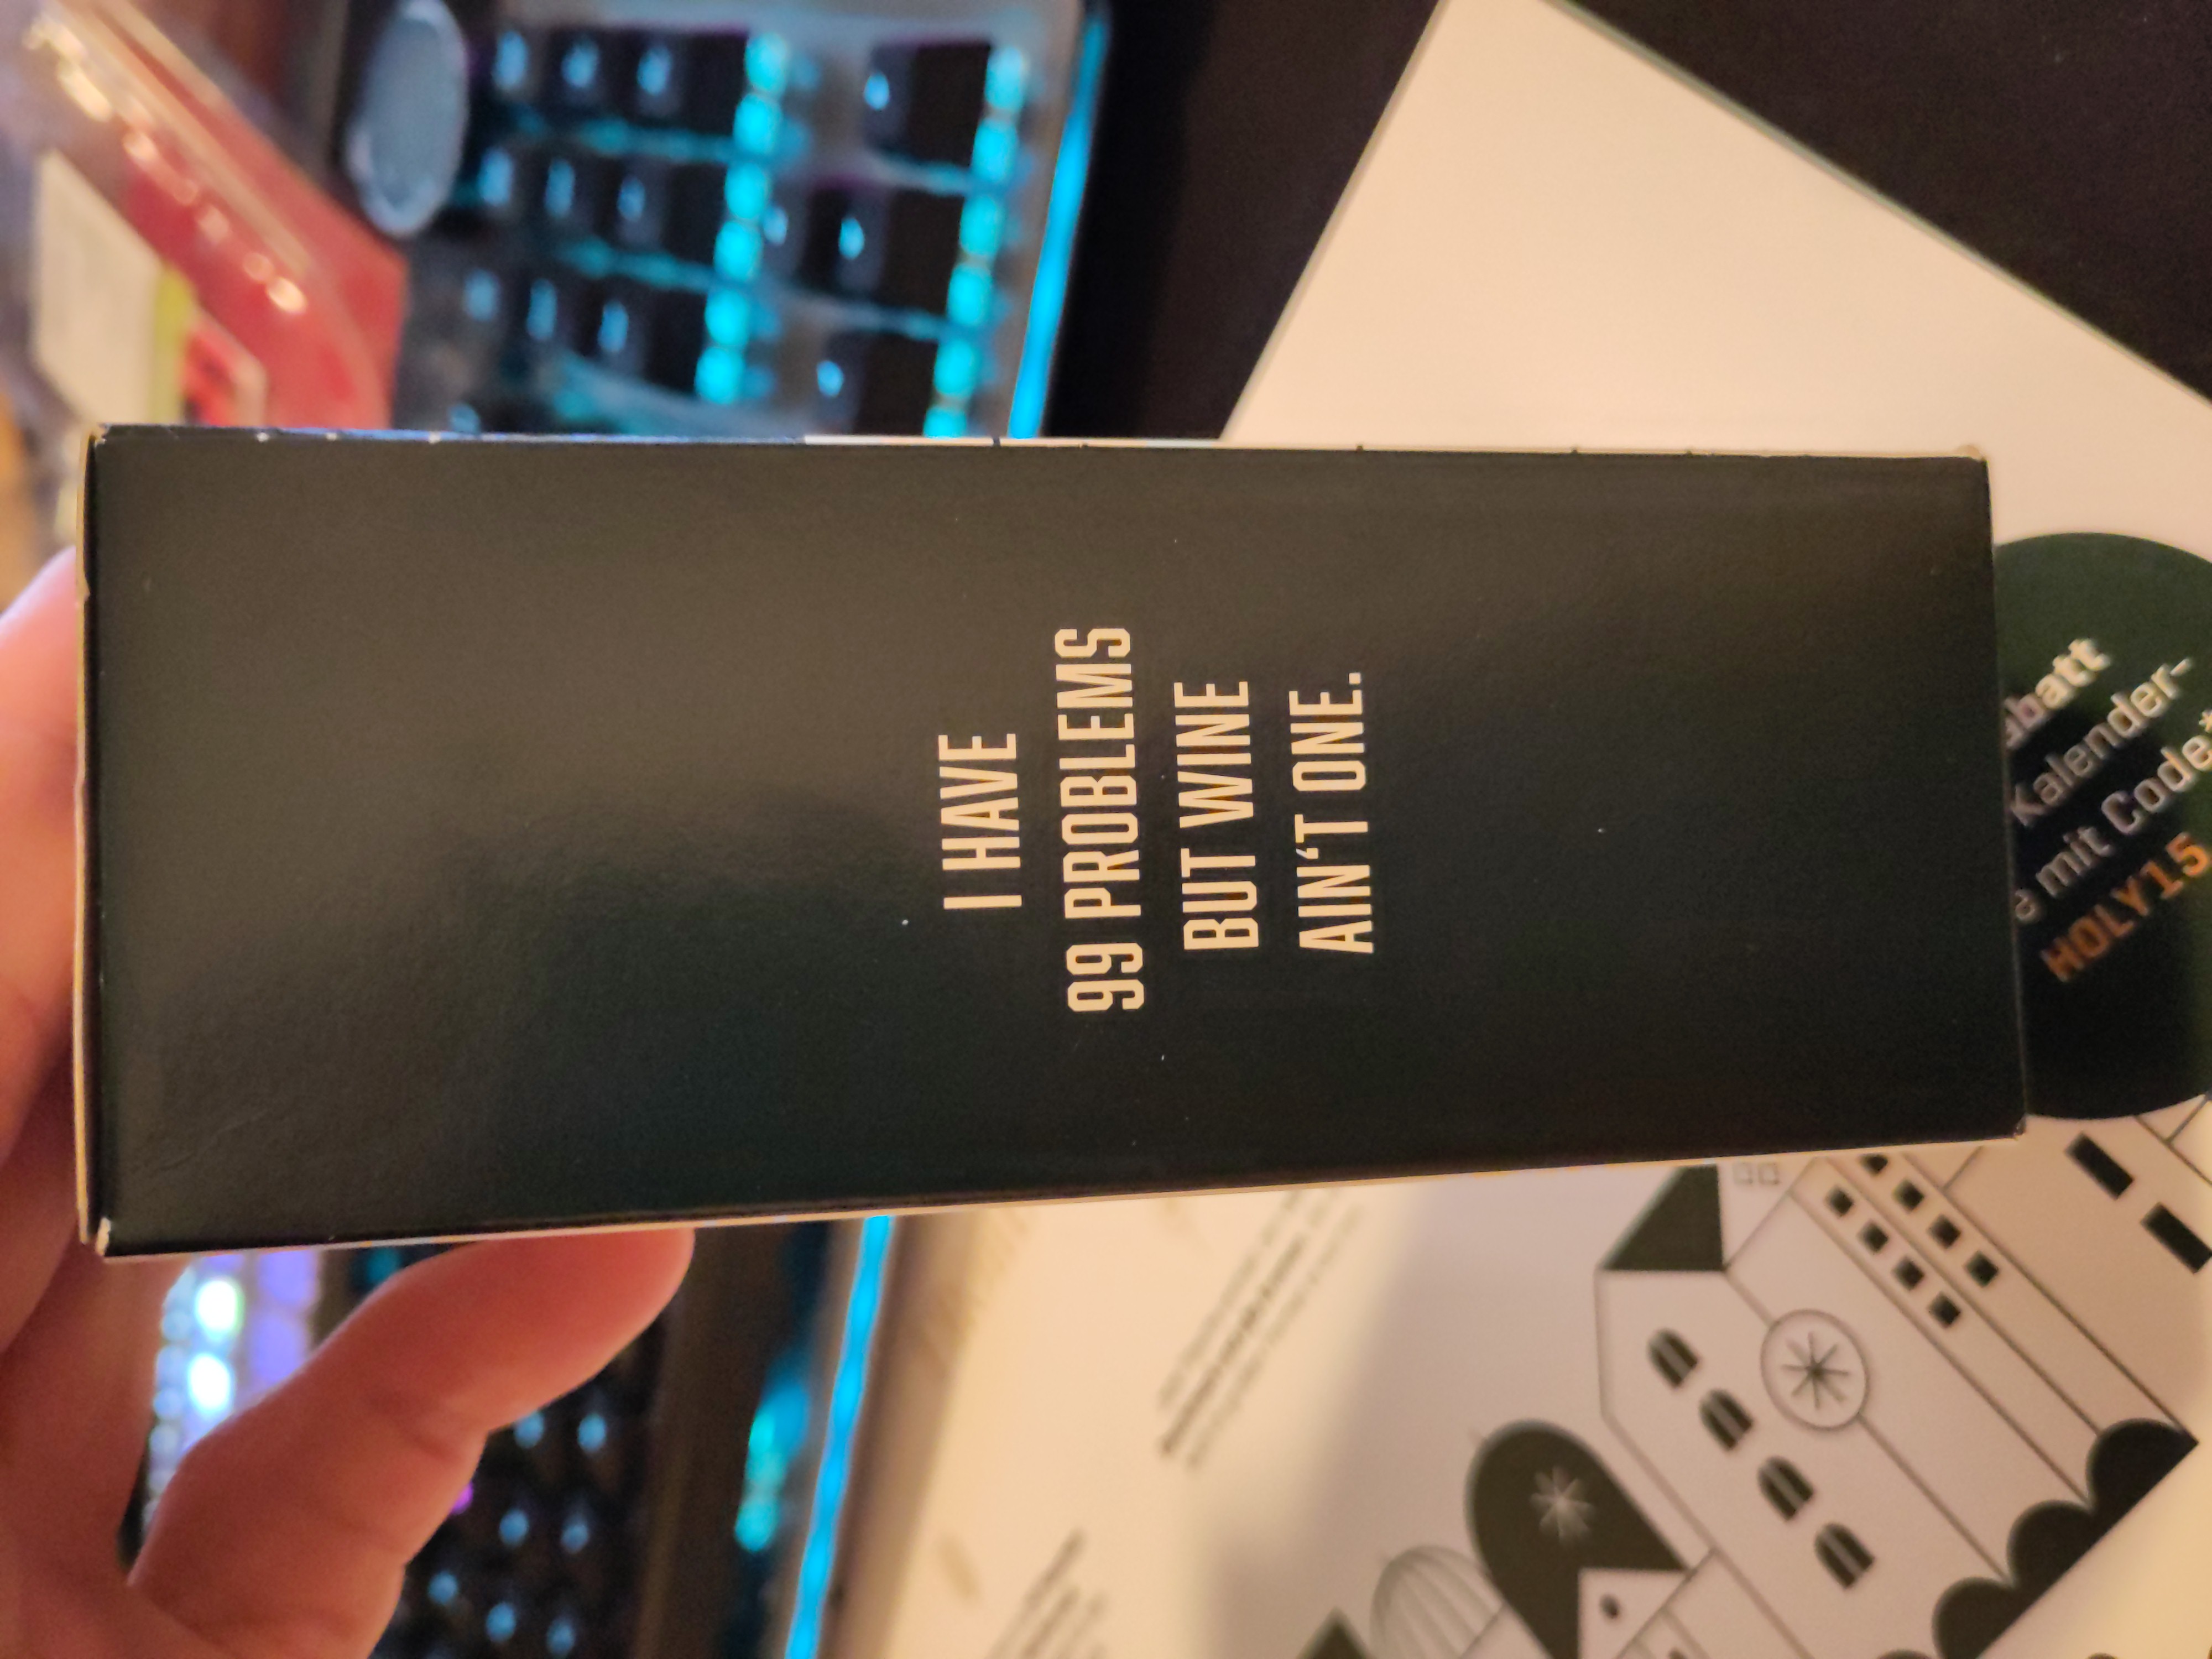 I HAVE
99 PROBLEMS
BUT WINE
AIN‘T ONE.
Kalender-
mit Code*
HOLY15